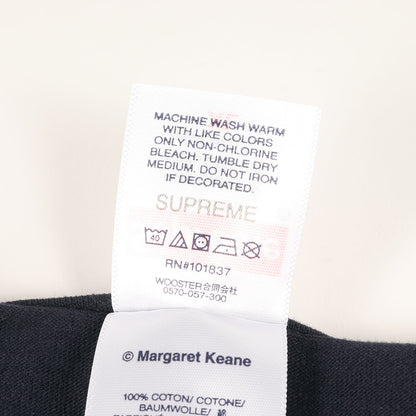 MACHINE WASH WARM
WITH LIKE COLORS
ONLY NON-CHLORINE
BLEACH. TUMBLE DRY
MEDIUM. DO NOT IRON
IF DECORATED.
SUPREME
40
RN#101837
WOOSTER合同会社
0570-057-300
© Margaret Keane
100% COTON/ COTONE/
BAUMWOLLE/ 綿